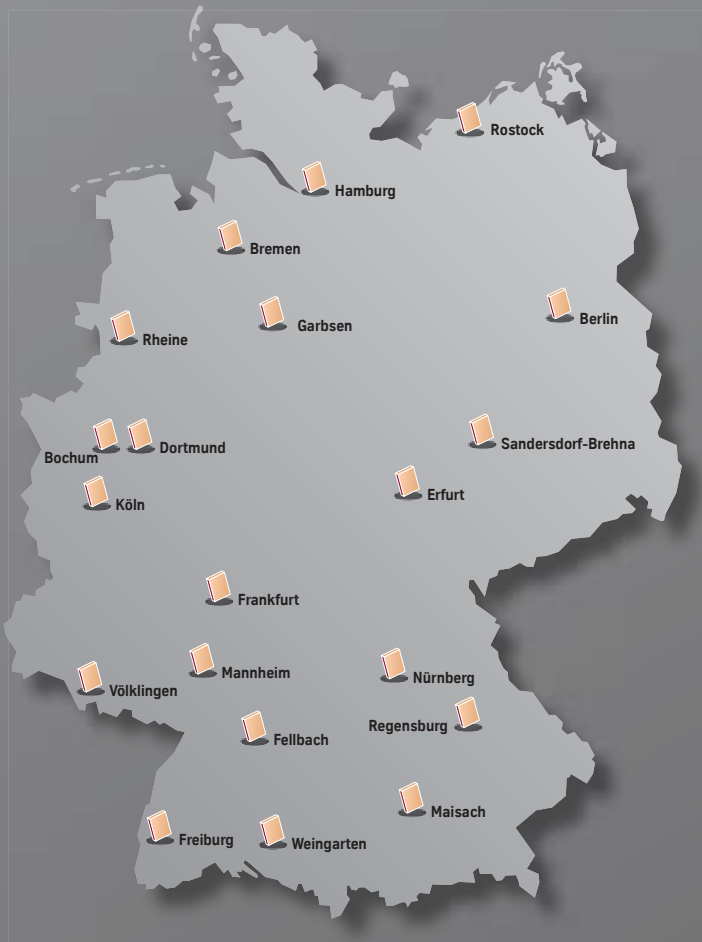 Rostock
Hamburg
Bremen
Berlin
Garbsen
Rheine
Sandersdorf-Brehna
Dortmund
Bochum
Erfurt
Köln
Frankfurt
Mannheim
Nürnberg
Völklingen
Regensburg
Fellbach
Maisach
Freiburg
Weingarten